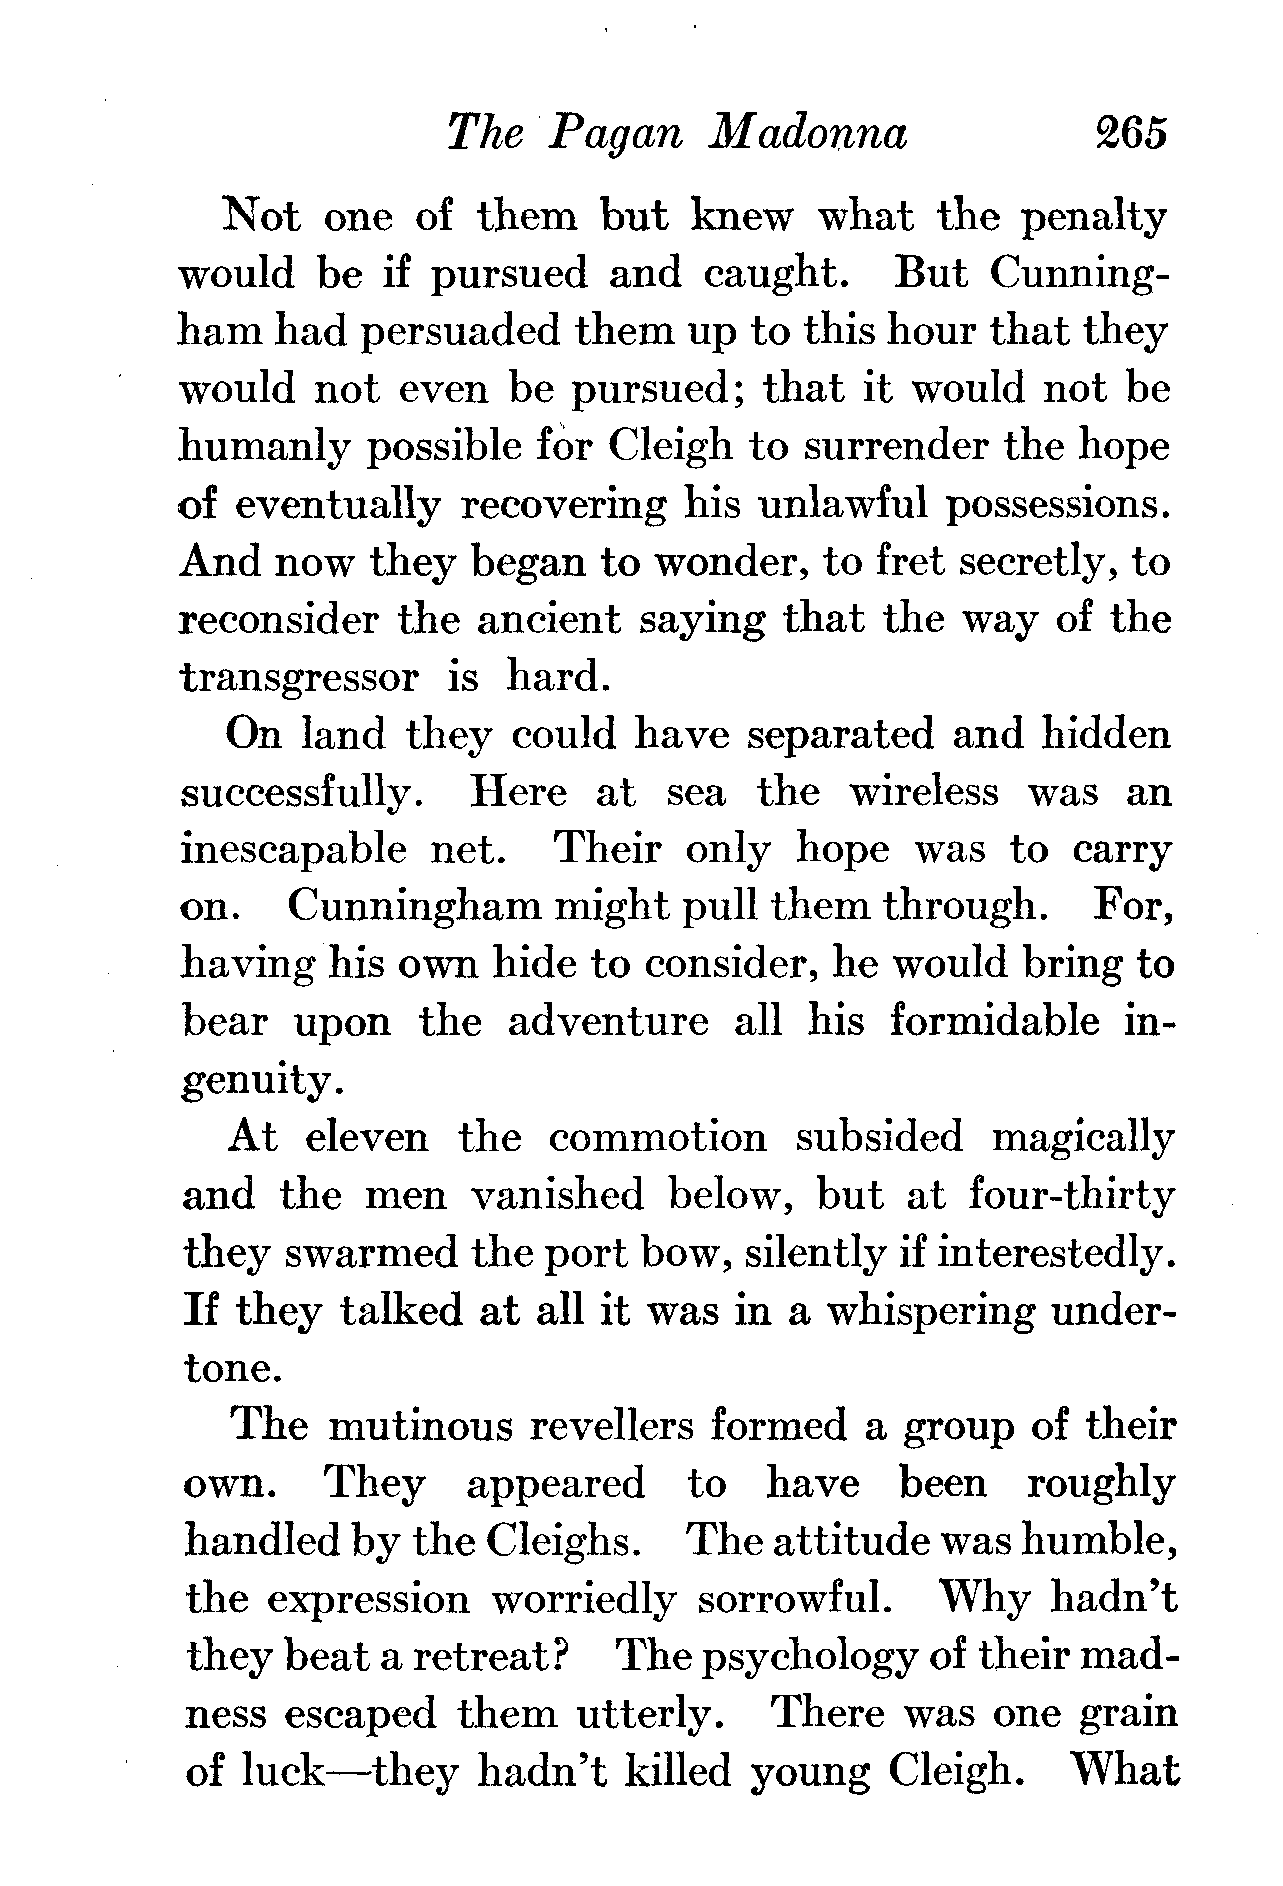 The Pagan Madonna 265
Not one of them but knew what the penalty
would be if pursued and caught. But Cunning-
ham had persuaded them up to this hour that they
would not even be pursued; that it would not be
humanly possible for Cleigh to surrender the hope
of eventually recovering his unlawful possessions.
And now they began to wonder, to fret secretly, to
reconsider the ancient saying that the way of the
transgressor is hard.
On land they could have separated and hidden
successfully. Here at sea the wireless was an
inescapable net. Their only hope was to carry
on. Cunningham might pull them through. For,
having his own hide to consider, he would bring to
bear upon the adventure all his formidable in-
genuity.
At eleven the commotion subsided magically
and the men vanished below, but at four-thirty
they swarmed the port bow, silently if interestedly.
If they talked at all it was in a whispering under-
tone.
The mutinous revellers formed a group of their
own. They appeared to have been roughly
handled by the Cleighs. The attitude was humble,
the expression worriedly sorrowful. Why hadn't
they beat a retreat? The psychology of their mad-
ness escaped them utterly. There was one grain
of luck—they hadn't killed young Cleigh. What